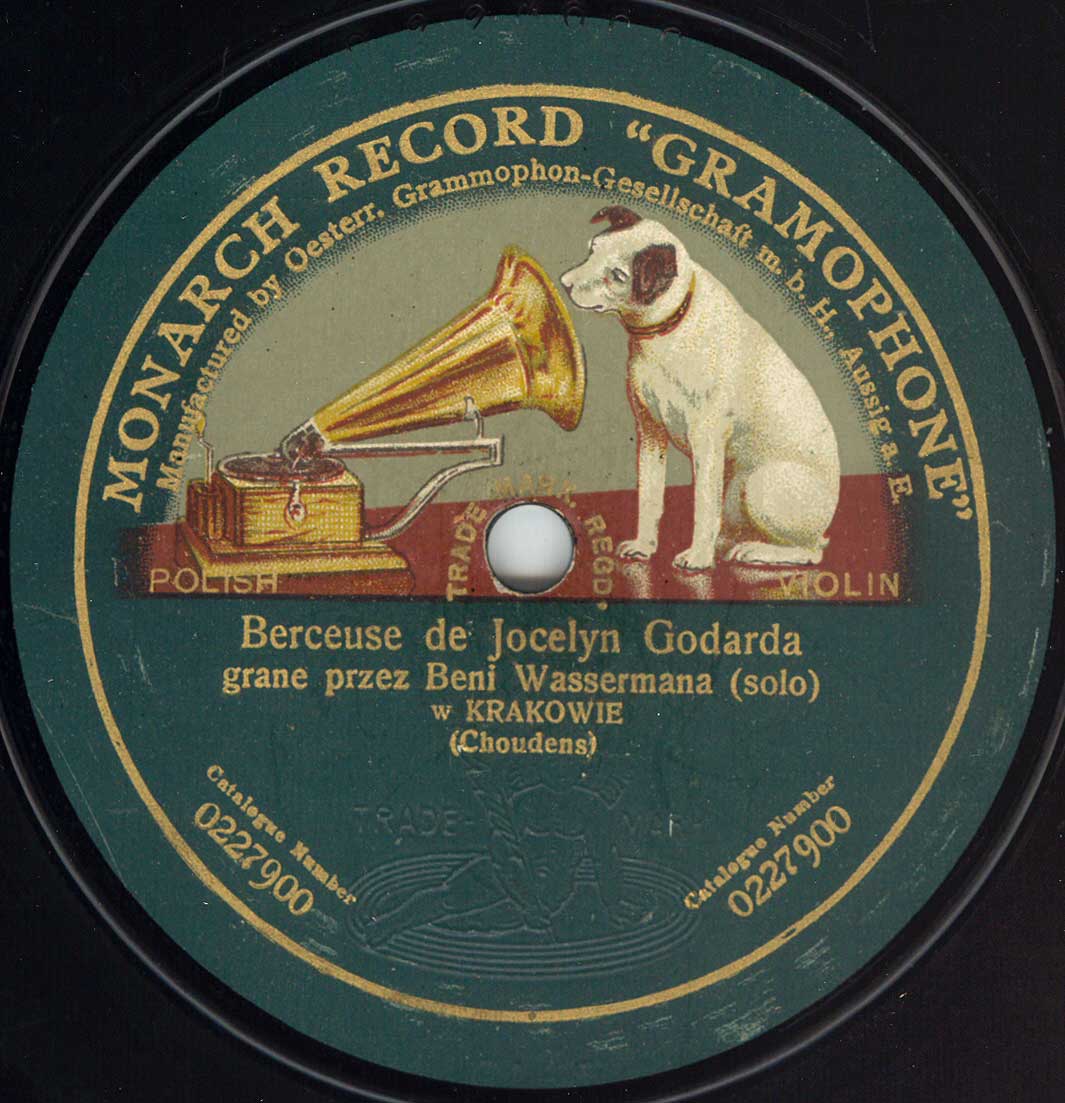 MONARCH RECORD “GRAMOPHONE”
Manufactured by Oesterr. Grammophon-Gesellschaft m. b. H., Aussig a. E.
TRADE MARK REGD.
POLISH
VIOLIN
Berceuse de Jocelyn Godarda
grane przez Beni Wassermana (solo)
w KRAKOWIE
(Choudens)
TRADE - MARK
Catalogue Number
0227900
Catalogue Number
0227900